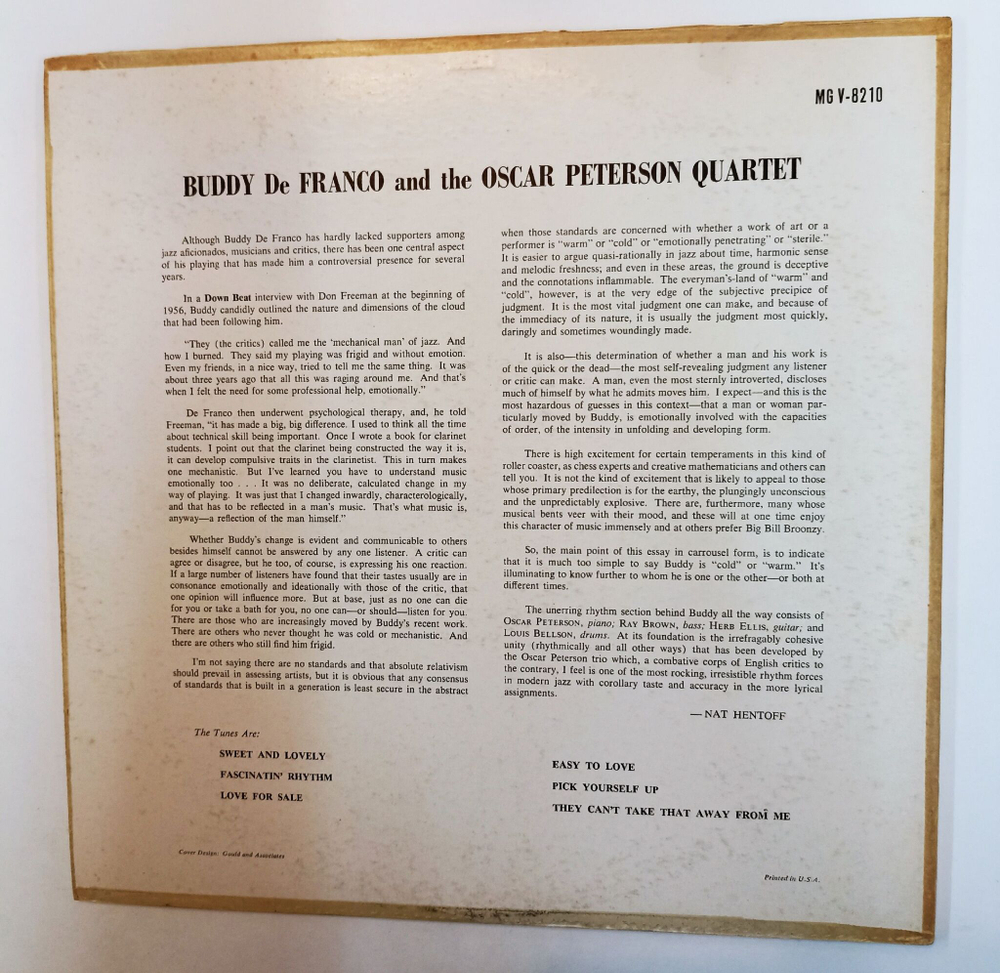 MG V-8210
BUDDY De FRANCO and the OSCAR PETERSON QUARTET
Although Buddy De Franco has hardly lacked supporters among
jazz aficionados, musicians and critics, there has been one central aspect
of his playing that has made him a controversial presence for several
years.
In a Down Beat interview with Don Freeman at the beginning of
1956, Buddy candidly outlined the nature and dimensions of the cloud
that had been following him.
"They (the critics) called me the 'mechanical man' of jazz. And
how I burned. They said my playing was frigid and without emotion.
Even my friends, in a nice way, tried to tell me the same thing. It was
about three years ago that all this was raging around me. And that's
when I felt the need for some professional help, emotionally."
De Franco then underwent psychological therapy, and, he told
Freeman, "it has made a big, big difference. I used to think all the time
about technical skill being important. Once I wrote a book for clarinet
students. I point out that the clarinet being constructed the way it is,
it can develop compulsive traits in the clarinetist. This in turn makes
one mechanistic. But I've learned you have to understand music
emotionally too . . . It was no deliberate, calculated change in my
way of playing. It was just that I changed inwardly, characterologically,
and that has to be reflected in a man's music. That's what music is,
anyway—a reflection of the man himself."
Whether Buddy's change is evident and communicable to others
besides himself cannot be answered by any one listener. A critic can
agree or disagree, but he too, of course, is expressing his one reaction.
If a large number of listeners have found that their tastes usually are in
consonance emotionally and ideationally with those of the critic, that
one opinion will influence more. But at base, just as no one can die
for you or take a bath for you, no one can—or should—listen for you.
There are those who are increasingly moved by Buddy's recent work.
There are others who never thought he was cold or mechanistic. And
there are others who still find him frigid.
I'm not saying there are no standards and that absolute relativism
should prevail in assessing artists, but it is obvious that any consensus
of standards that is built in a generation is least secure in the abstract
when those standards are concerned with whether a work of art or a
performer is "warm" or "cold" or "emotionally penetrating" or "sterile."
It is easier to argue quasi-rationally in jazz about time, harmonic sense
and melodic freshness; and even in these areas, the ground is deceptive
and the connotations inflammable. The everyman's-land of "warm" and
"cold", however, is at the very edge of the subjective precipice of
judgment. It is the most vital judgment one can make, and because of
the immediacy of its nature, it is usually the judgment most quickly,
daringly and sometimes woundingly made.
It is also—this determination of whether a man and his work is
of the quick or the dead—the most self-revealing judgment any listener
or critic can make. A man, even the most sternly introverted, discloses
much of himself by what he admits moves him. I expect—and this is the
most hazardous of guesses in this context—that a man or woman par-
ticularly moved by Buddy, is emotionally involved with the capacities
of order, of the intensity in unfolding and developing form.
There is high excitement for certain temperaments in this kind of
roller coaster, as chess experts and creative mathematicians and others can
tell you. It is not the kind of excitement that is likely to appeal to those
whose primary predilection is for the earthy, the plungingly unconscious
and the unpredictably explosive. There are, furthermore, many whose
musical bents veer with their mood, and these will at one time enjoy
this character of music immensely and at others prefer Big Bill Broonzy.
So, the main point of this essay in carrousel form, is to indicate
that it is much too simple to say Buddy is "cold" or "warm." It's
illuminating to know further to whom he is one or the other—or both at
different times.
The unerring rhythm section behind Buddy all the way consists of
OSCAR PETERSON, piano; RAY BROWN, bass; HERB ELLIS, guitar; and
LOUIS BELLSON, drums. At its foundation is the irrefragably cohesive
unity (rhythmically and all other ways) that has been developed by
the Oscar Peterson trio which, a combative corps of English critics to
the contrary, I feel is one of the most rocking, irresistible rhythm forces
in modern jazz with corollary taste and accuracy in the more lyrical
assignments.
—NAT HENTOFF
The Tunes Are:
SWEET AND LOVELY
FASCINATIN' RHYTHM
LOVE FOR SALE
EASY TO LOVE
PICK YOURSELF UP
THEY CAN'T TAKE THAT AWAY FROM ME
Cover Design: Gould and Associates
Printed in U.S.A.